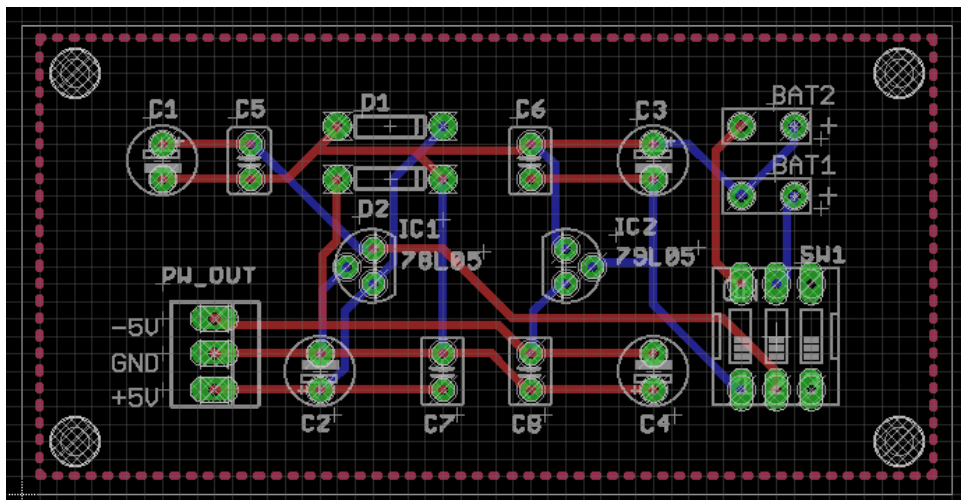 C1
C5
D1
C6
C3
BAT2
+
BAT1
+
D2
IC1
78L05
IC2
79L05
SW1
PW_OUT
-5V
GND
+5V
C2
C7
C8
C4